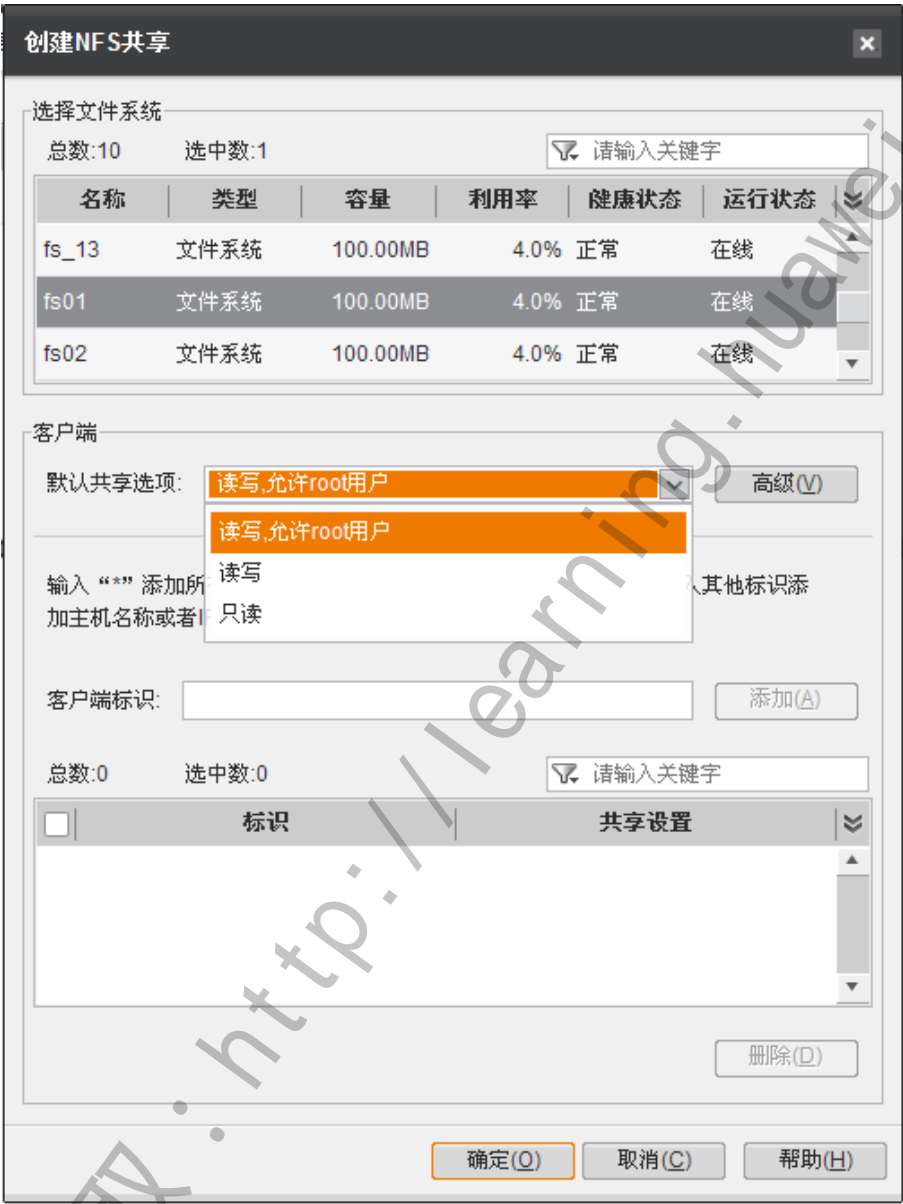 创建NFS共享
选择文件系统
总数:10 选中数:1 请输入关键字
名称 类型 容量 利用率 健康状态 运行状态
fs_13 文件系统 100.00MB 4.0% 正常 在线
fs01 文件系统 100.00MB 4.0% 正常 在线
fs02 文件系统 100.00MB 4.0% 正常 在线
客户端
默认共享选项: 读写,允许root用户 高级(V)
读写,允许root用户
读写
只读
输入“*”添加所 其他标识添
加主机名称或者
客户端标识: 添加(A)
总数:0 选中数:0 请输入关键字
标识 共享设置
删除(D)
确定(O) 取消(C) 帮助(H)
:http://learning.huawei